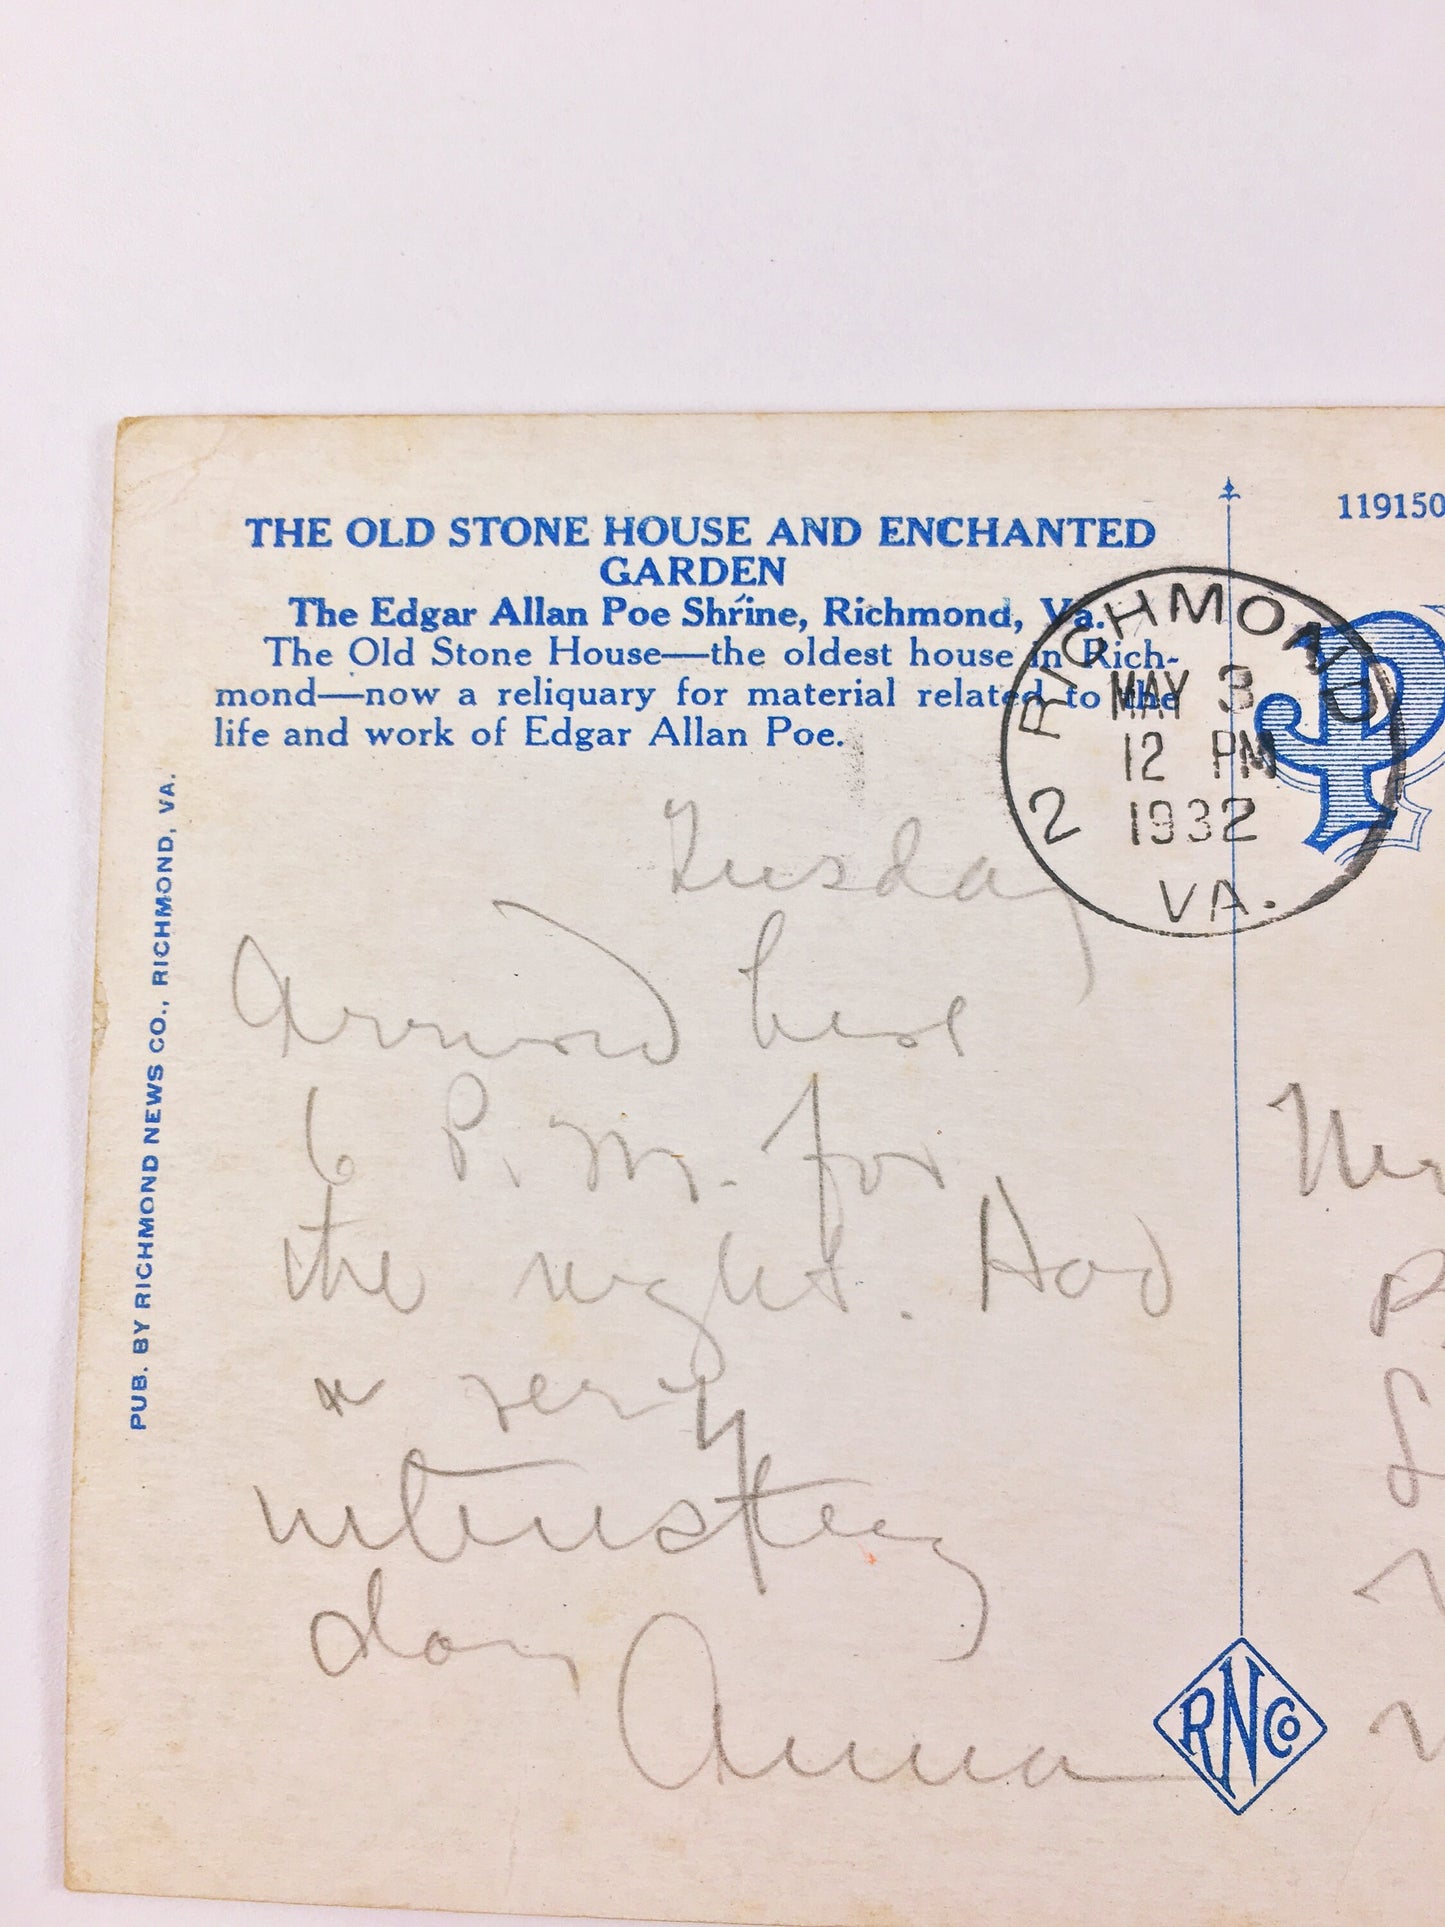 THE OLD STONE HOUSE AND ENCHANTED
GARDEN
The Edgar Allan Poe Shrine, Richmond, Va.
The Old Stone House—the oldest house in Rich-
mond—now a reliquary for material related to the
life and work of Edgar Allan Poe.
PUB. BY RICHMOND NEWS CO., RICHMOND, VA.
Tuesday
Arrived here
6 P.M. for
the night. Had
a very
interesting
day
Anna
119150
2 RICHMOND
MAY 3
12 PM
1932
VA.
P
RNCo